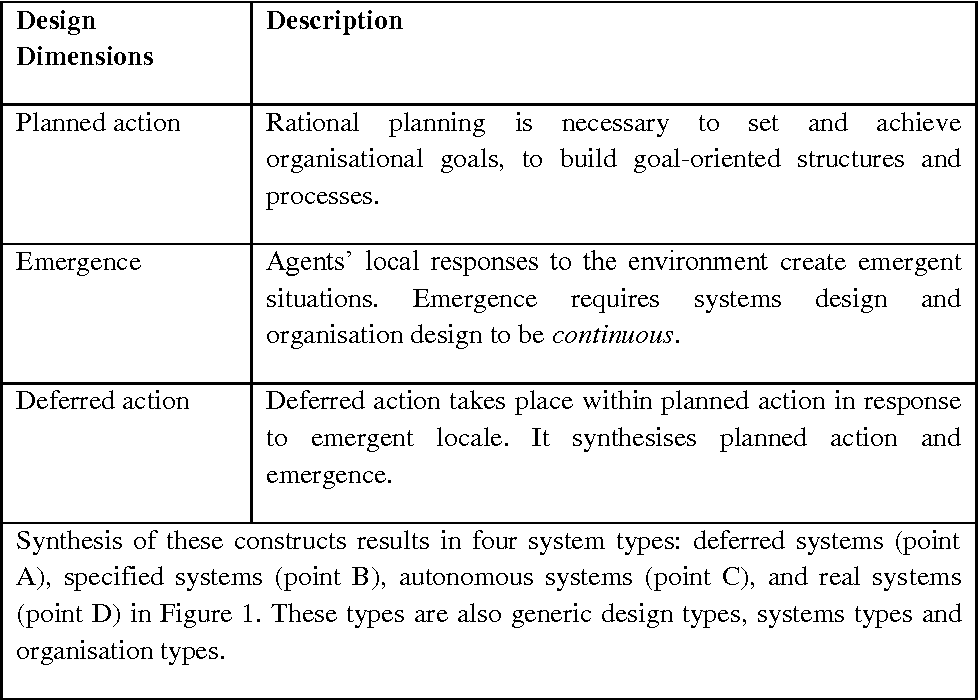 Design Dimensions
Description
Planned action
Rational planning is necessary to set and achieve
organisational goals, to build goal-oriented structures and
processes.
Emergence
Agents’ local responses to the environment create emergent
situations. Emergence requires systems design and
organisation design to be continuous.
Deferred action
Deferred action takes place within planned action in response
to emergent locale. It synthesises planned action and
emergence.
Synthesis of these constructs results in four system types: deferred systems (point
A), specified systems (point B), autonomous systems (point C), and real systems
(point D) in Figure 1. These types are also generic design types, systems types and
organisation types.